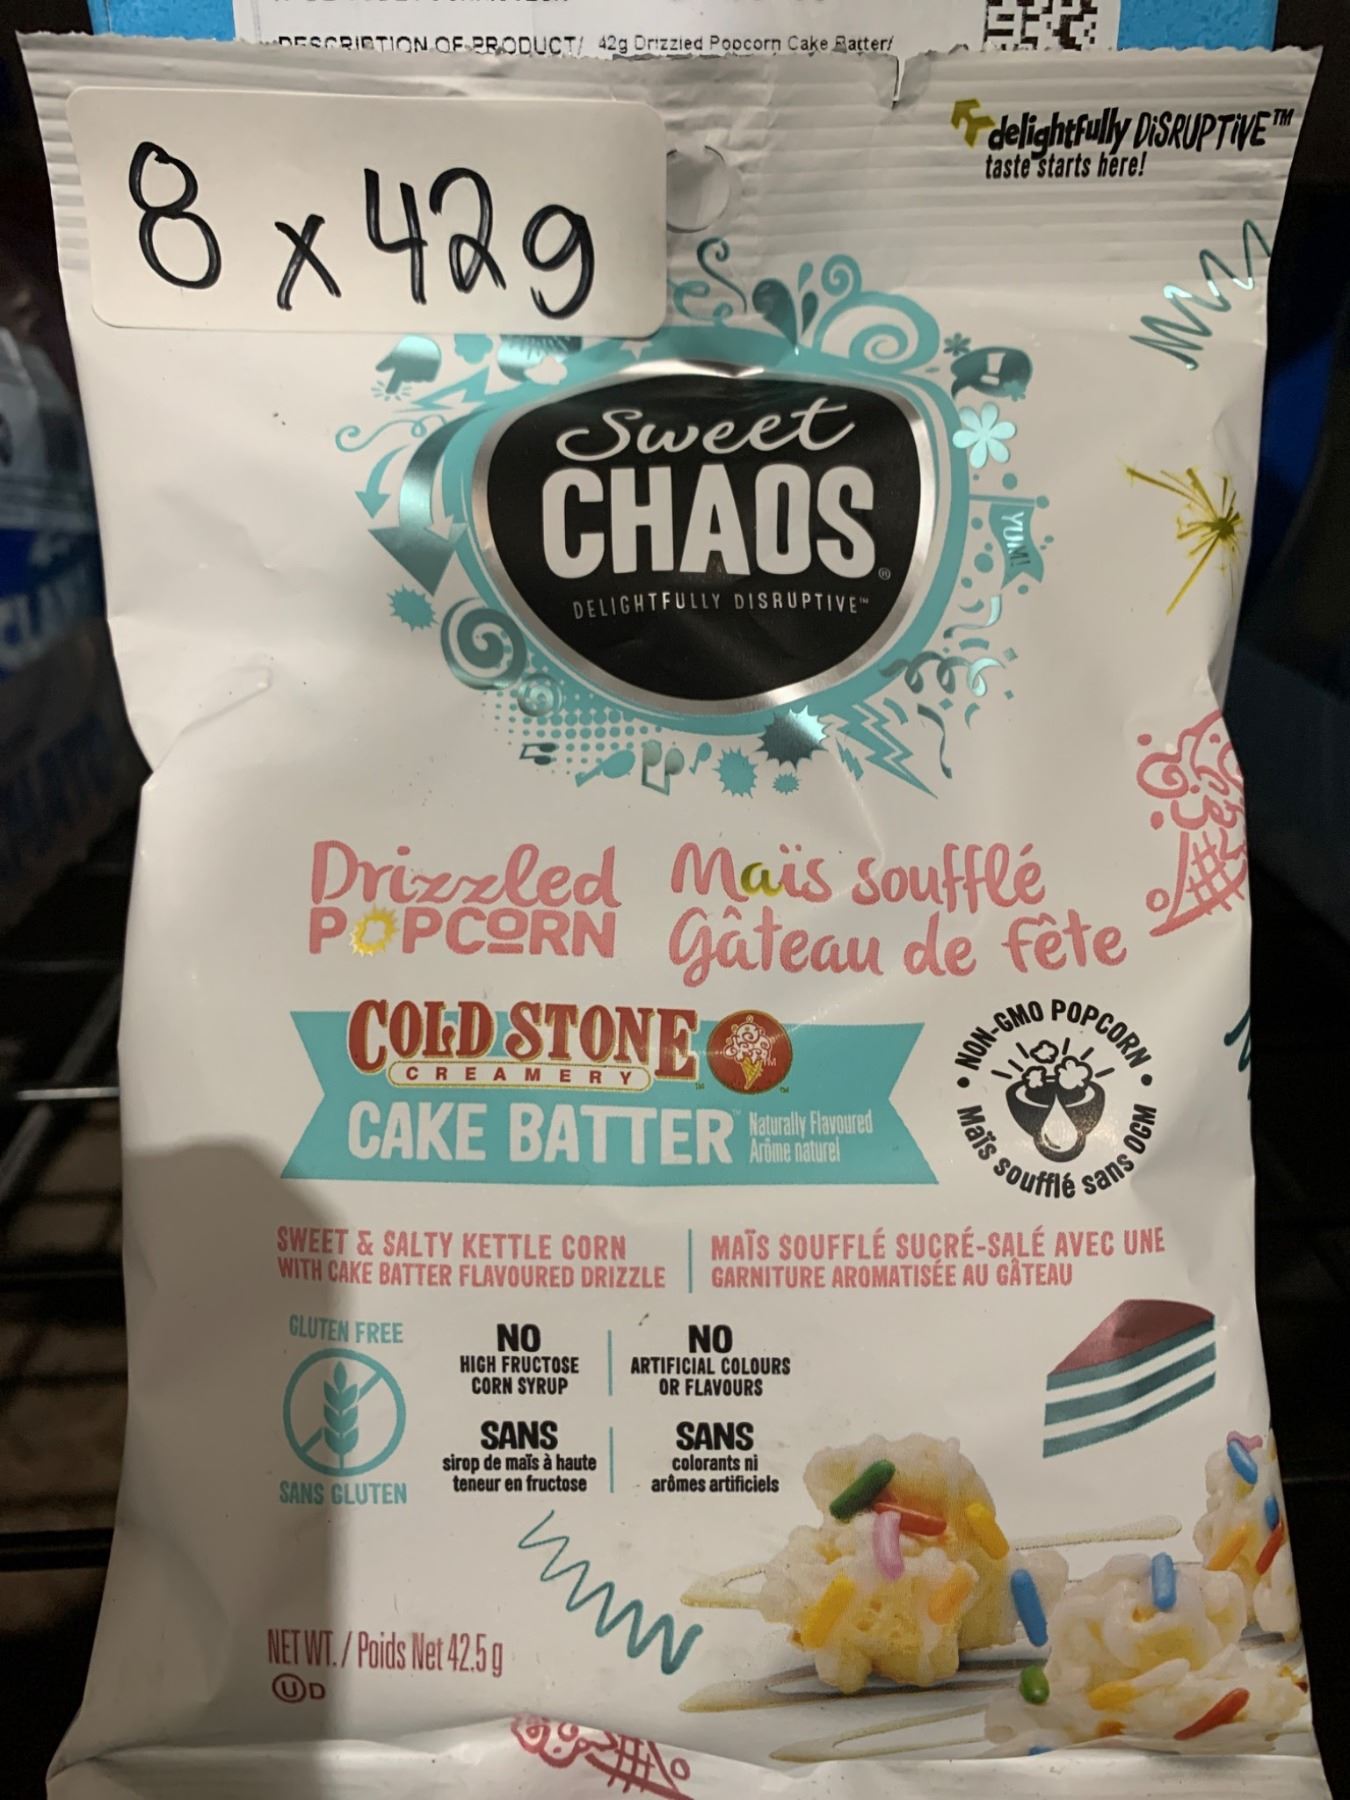 DESCRIPTION OF PRODUCT/ 42g Drizzled Popcorn Cake Batter/
8 x 42g
delightfully DISRUPTIVE™
taste starts here!
Sweet
CHAOS®
DELIGHTFULLY DISRUPTIVE™
YUM!
Drizzled
POPCORN
Maïs soufflé
Gâteau de fête
COLD STONE
CREAMERY™
CAKE BATTER™
Naturally Flavoured
Arôme naturel
NON-GMO POPCORN
Maïs soufflé sans OGM
SWEET & SALTY KETTLE CORN
WITH CAKE BATTER FLAVOURED DRIZZLE
MAÏS SOUFFLÉ SUCRÉ-SALÉ AVEC UNE
GARNITURE AROMATISÉE AU GÂTEAU
GLUTEN FREE
SANS GLUTEN
NO
HIGH FRUCTOSE
CORN SYRUP
NO
ARTIFICIAL COLOURS
OR FLAVOURS
SANS
sirop de maïs à haute
teneur en fructose
SANS
colorants ni
arômes artificiels
NET WT. / Poids Net 42.5 g
UD